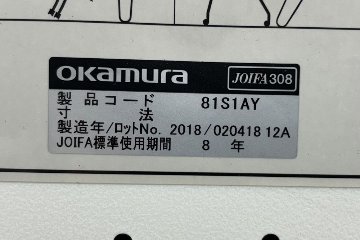 okamura JOIFA308
製品コード 81S1AY
寸法
製造年/ロットNo. 2018/020418 12A
JOIFA標準使用期間 8 年